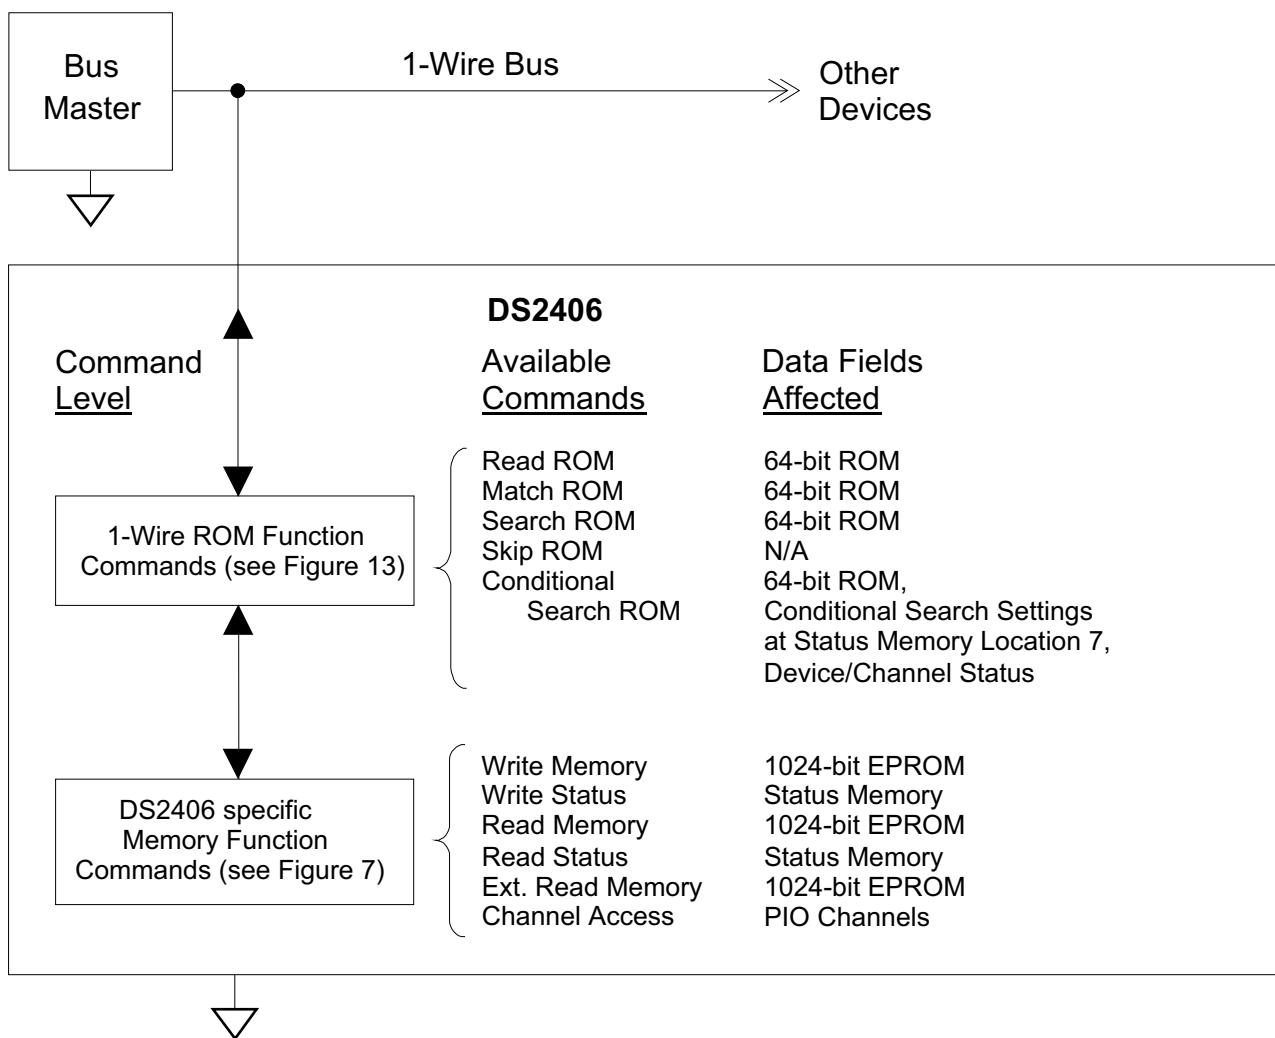 Bus
Master
1-Wire Bus
Other
Devices
DS2406
Command
Level
Available
Commands
Data Fields
Affected
1-Wire ROM Function
Commands (see Figure 13)
Read ROM 64-bit ROM
Match ROM 64-bit ROM
Search ROM 64-bit ROM
Skip ROM N/A
Conditional 64-bit ROM,
Search ROM Conditional Search Settings
at Status Memory Location 7,
Device/Channel Status
DS2406 specific
Memory Function
Commands (see Figure 7)
Write Memory 1024-bit EPROM
Write Status Status Memory
Read Memory 1024-bit EPROM
Read Status Status Memory
Ext. Read Memory 1024-bit EPROM
Channel Access PIO Channels